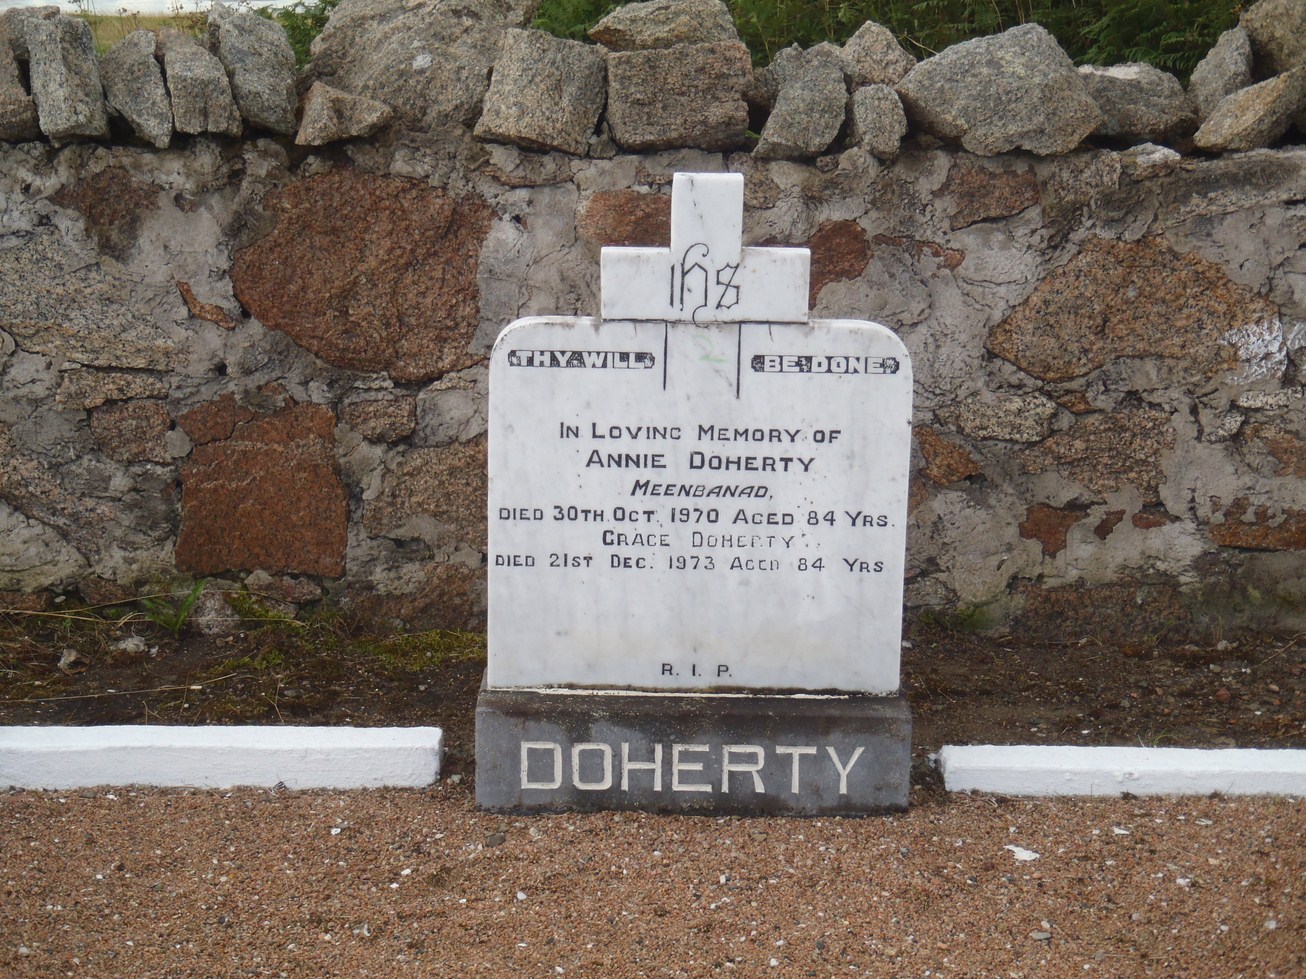 IHS
THY WILL BE DONE
IN LOVING MEMORY OF
ANNIE DOHERTY
MEENBANAD,
DIED 30TH OCT. 1970 AGED 84 YRS.
GRACE DOHERTY
DIED 21ST DEC. 1973 AGED 84 YRS
R. I. P.
DOHERTY